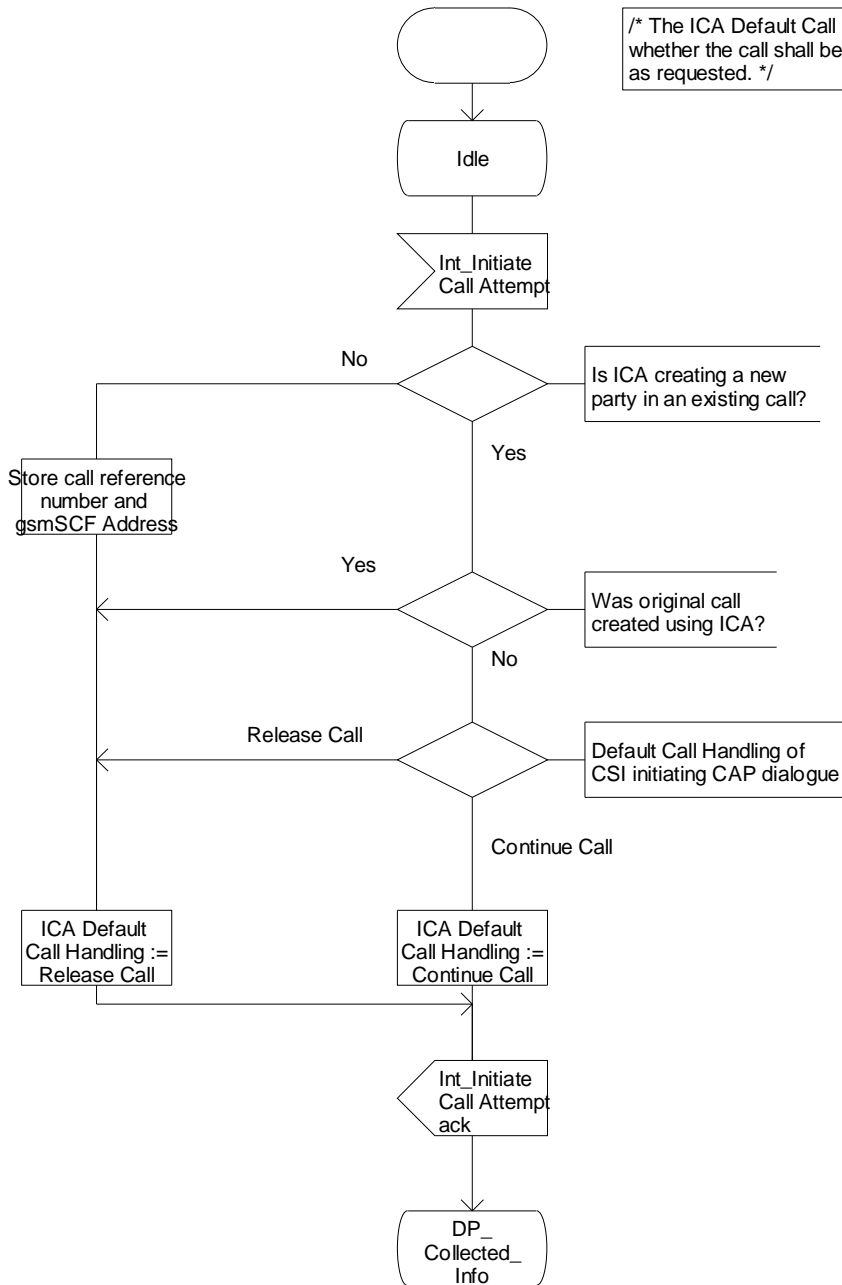 /* The ICA Default Call
whether the call shall be
as requested. */
Idle
Int_Initiate
Call Attempt
No
Is ICA creating a new
party in an existing call?
Yes
Store call reference
number and
gsmSCF Address
Yes
Was original call
created using ICA?
No
Release Call
Default Call Handling of
CSI initiating CAP dialogue
Continue Call
ICA Default
Call Handling :=
Release Call
ICA Default
Call Handling :=
Continue Call
Int_Initiate
Call Attempt
ack
DP_
Collected_
Info